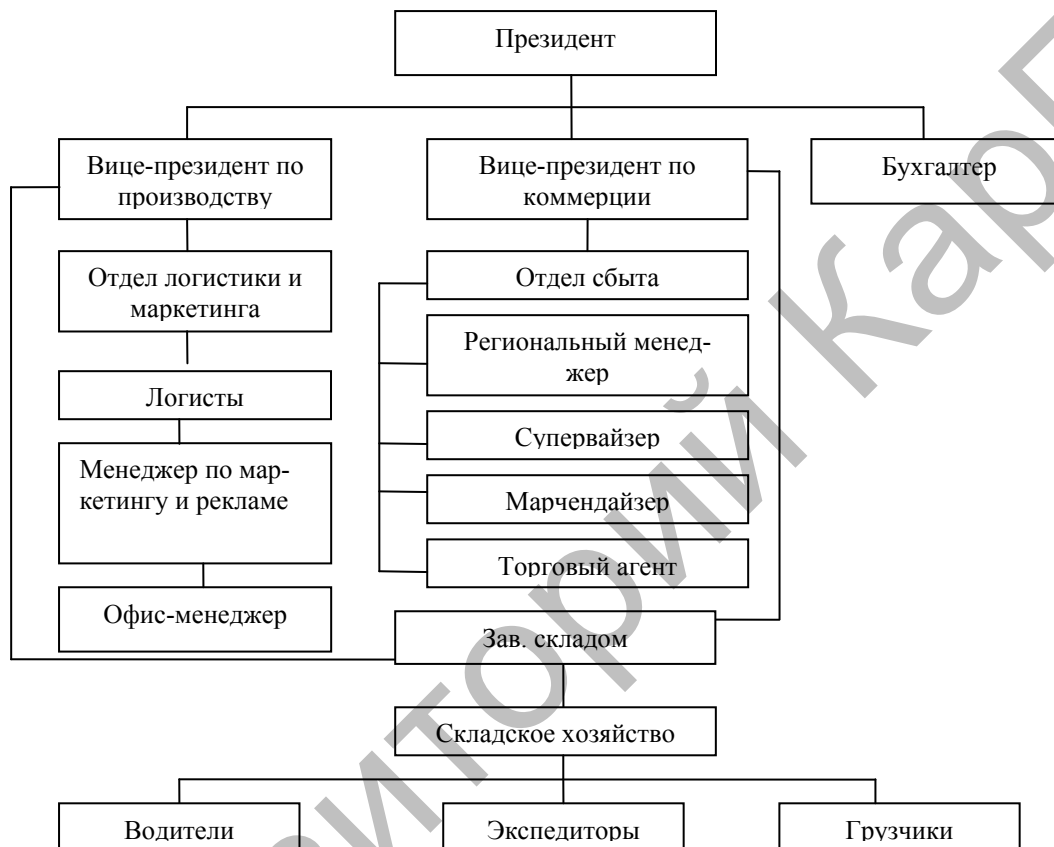 Президент
Вице-президент по
производству
Вице-президент по
коммерции
Бухгалтер
Отдел логистики и
маркетинга
Отдел сбыта
Региональный менед-
жер
Логисты
Супервайзер
Менеджер по мар-
кетингу и рекламе
Марчендайзер
Торговый агент
Офис-менеджер
Зав. складом
Складское хозяйство
Водители
Экспедиторы
Грузчики